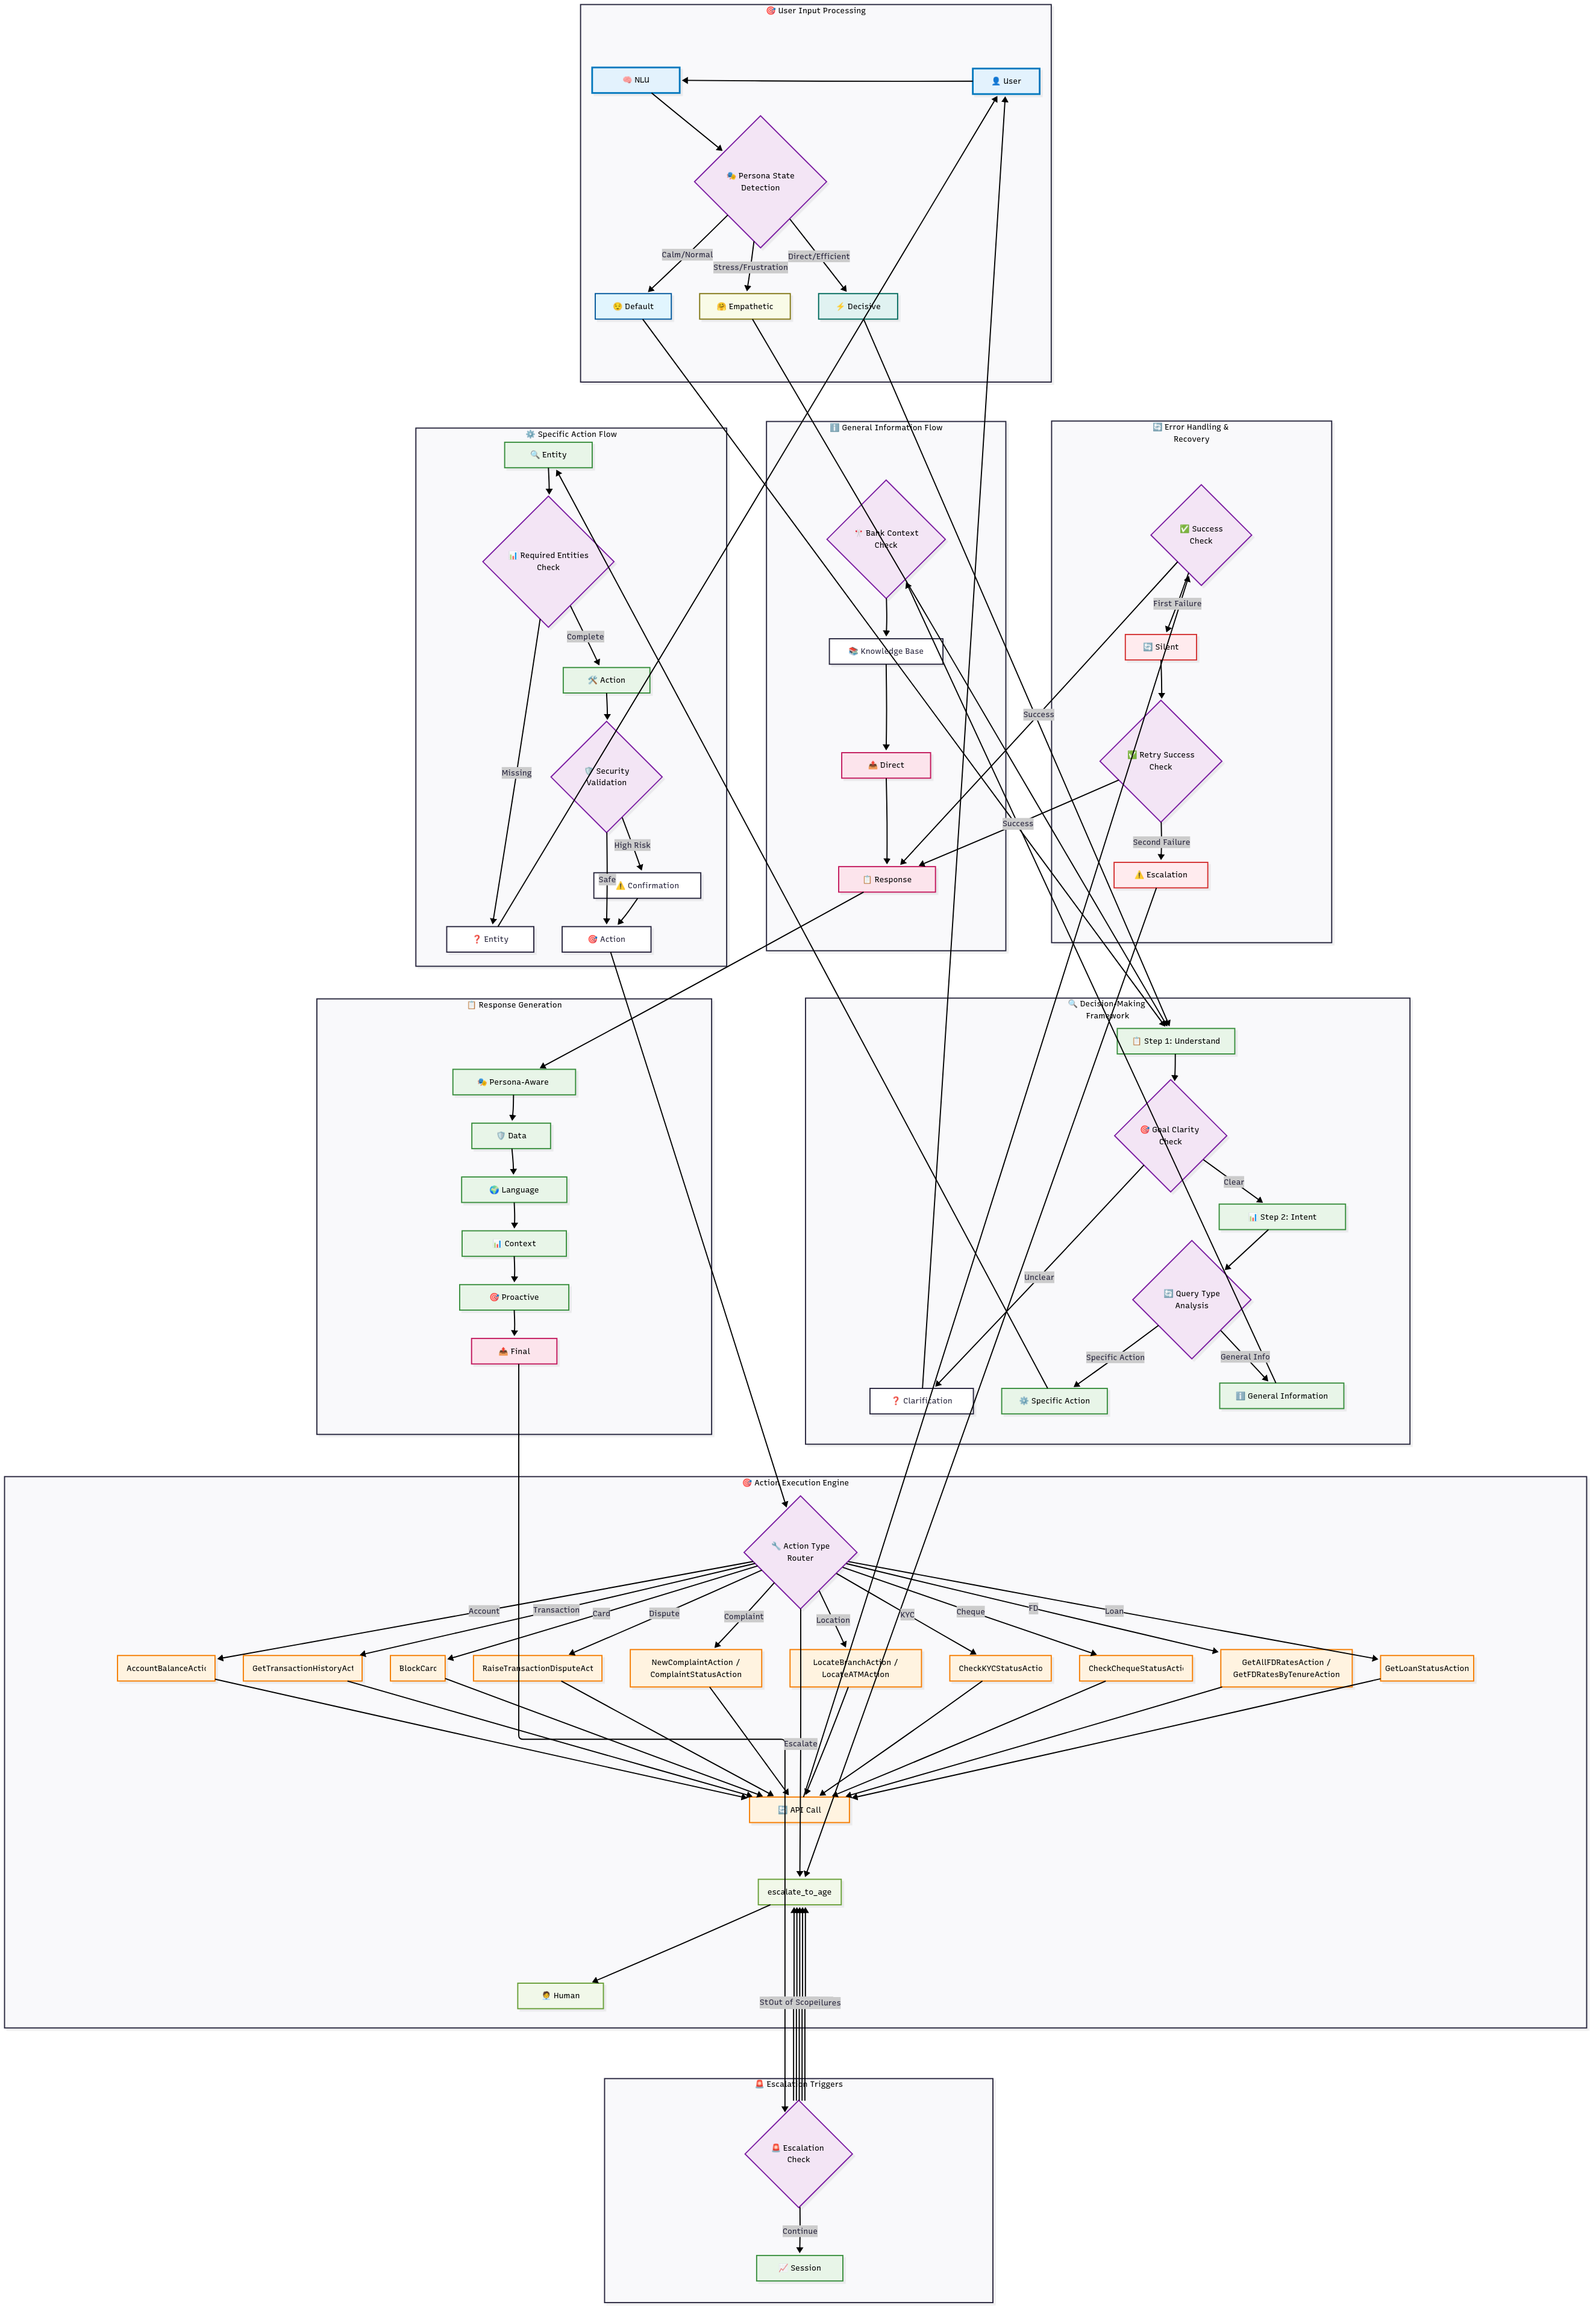 🎯 User Input Processing
🧠 NLU
👤 User
🎭 Persona State
Detection
Calm/Normal
Stress/Frustration
Direct/Efficient
😌 Default
🤗 Empathetic
⚡ Decisive
⚙️ Specific Action Flow
🔍 Entity
📊 Required Entities
Check
Complete
🛠️ Action
Missing
🛡️ Security
Validation
High Risk
Safe
⚠️ Confirmation
❓ Entity
🎯 Action
ℹ️ General Information Flow
Bank Context
Check
📚 Knowledge Base
📤 Direct
📋 Response
🔄 Error Handling &
Recovery
✅ Success
Check
First Failure
🔄 Silent
Success
✅ Retry Success
Check
Success
Second Failure
⚠️ Escalation
📋 Response Generation
🎭 Persona-Aware
🛡️ Data
🌍 Language
📊 Context
🎯 Proactive
📤 Final
🔍 Decision-Making
Framework
📋 Step 1: Understand
🎯 Goal Clarity
Check
Clear
📊 Step 2: Intent
Unclear
🔄 Query Type
Analysis
Specific Action
General Info
❓ Clarification
⚙️ Specific Action
ℹ️ General Information
🎯 Action Execution Engine
🔧 Action Type
Router
Account
Transaction
Card
Dispute
Complaint
Location
KYC
Cheque
FD
Loan
AccountBalanceActic
GetTransactionHistoryAct
BlockCard
RaiseTransactionDisputeAct
NewComplaintAction /
ComplaintStatusAction
LocateBranchAction /
LocateATMAction
CheckKYCStatusActio
CheckChequeStatusActi
GetAllFDRatesAction /
GetFDRatesByTenureAction
GetLoanStatusAction
Escalate
🔄 API Call
escalate_to_age
🧑‍💼 Human
Out of Scope
🚨 Escalation Triggers
🚨 Escalation
Check
Continue
📈 Session